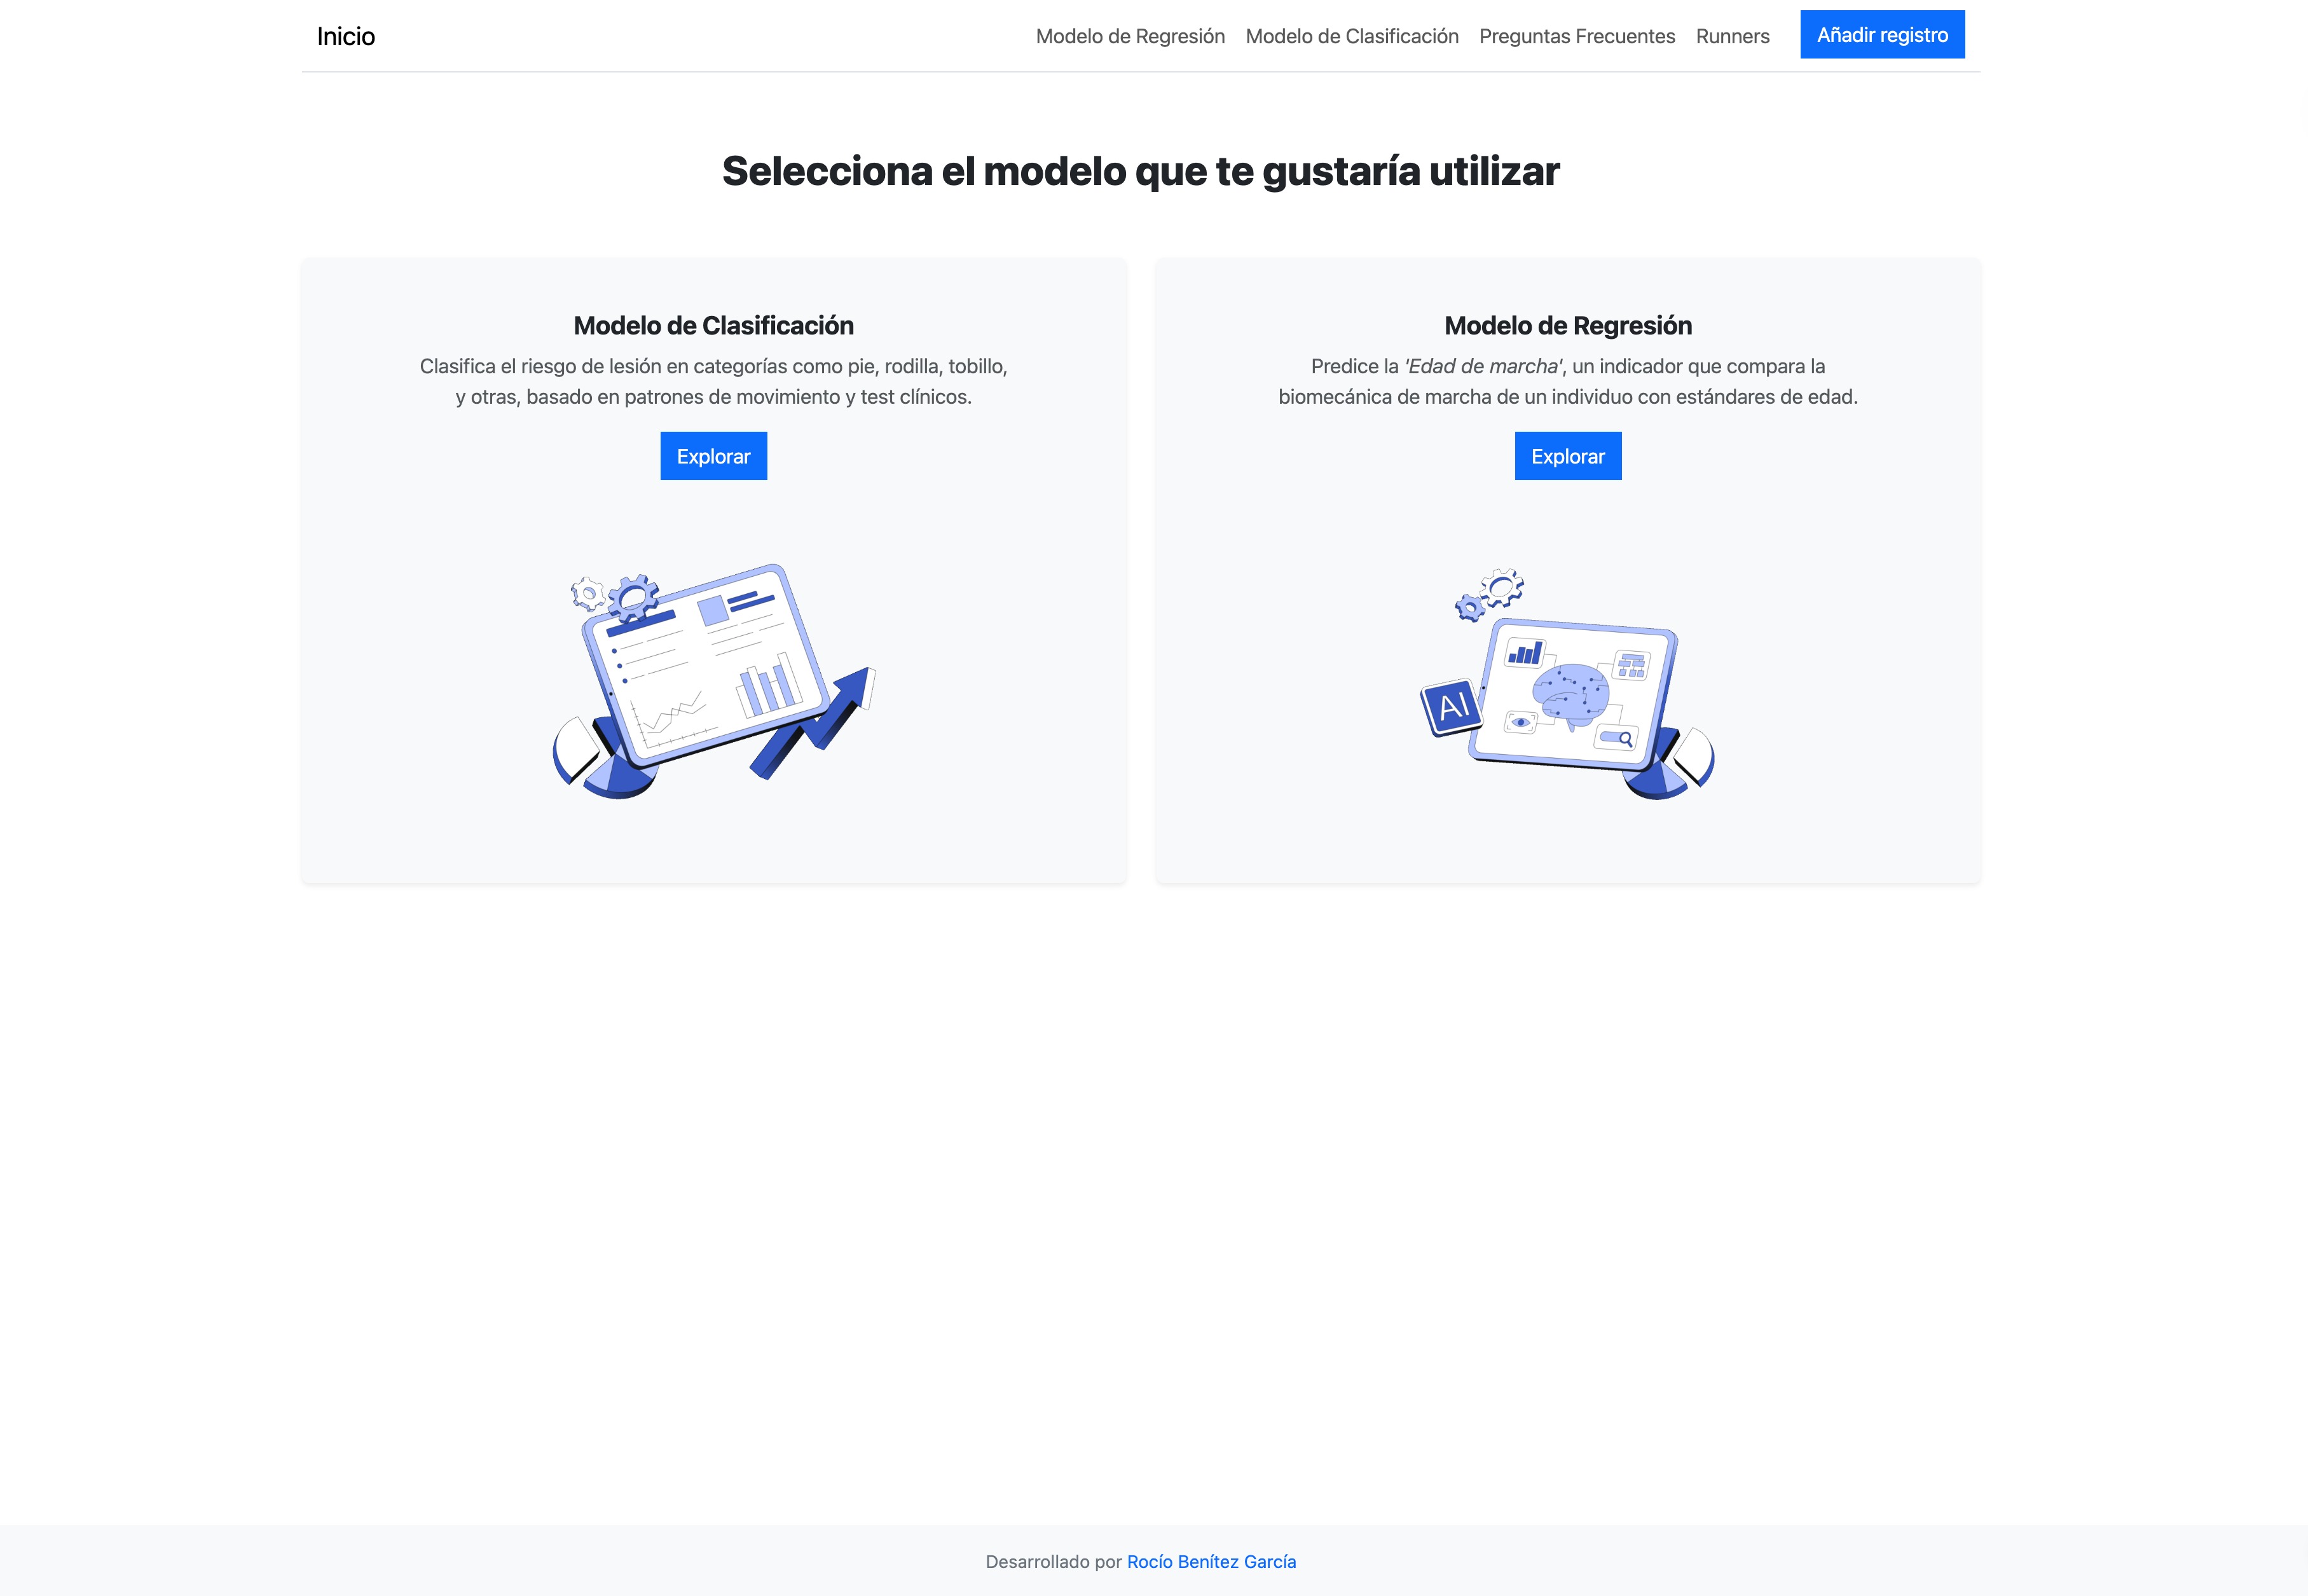 Inicio
Modelo de Regresión
Modelo de Clasificación
Preguntas Frecuentes
Runners
Añadir registro
Selecciona el modelo que te gustaría utilizar
Modelo de Clasificación
Clasifica el riesgo de lesión en categorías como pie, rodilla, tobillo,
y otras, basado en patrones de movimiento y test clínicos.
Explorar
Modelo de Regresión
Predice la 'Edad de marcha', un indicador que compara la
biomecánica de marcha de un individuo con estándares de edad.
Explorar
AI
Desarrollado por Rocío Benítez García